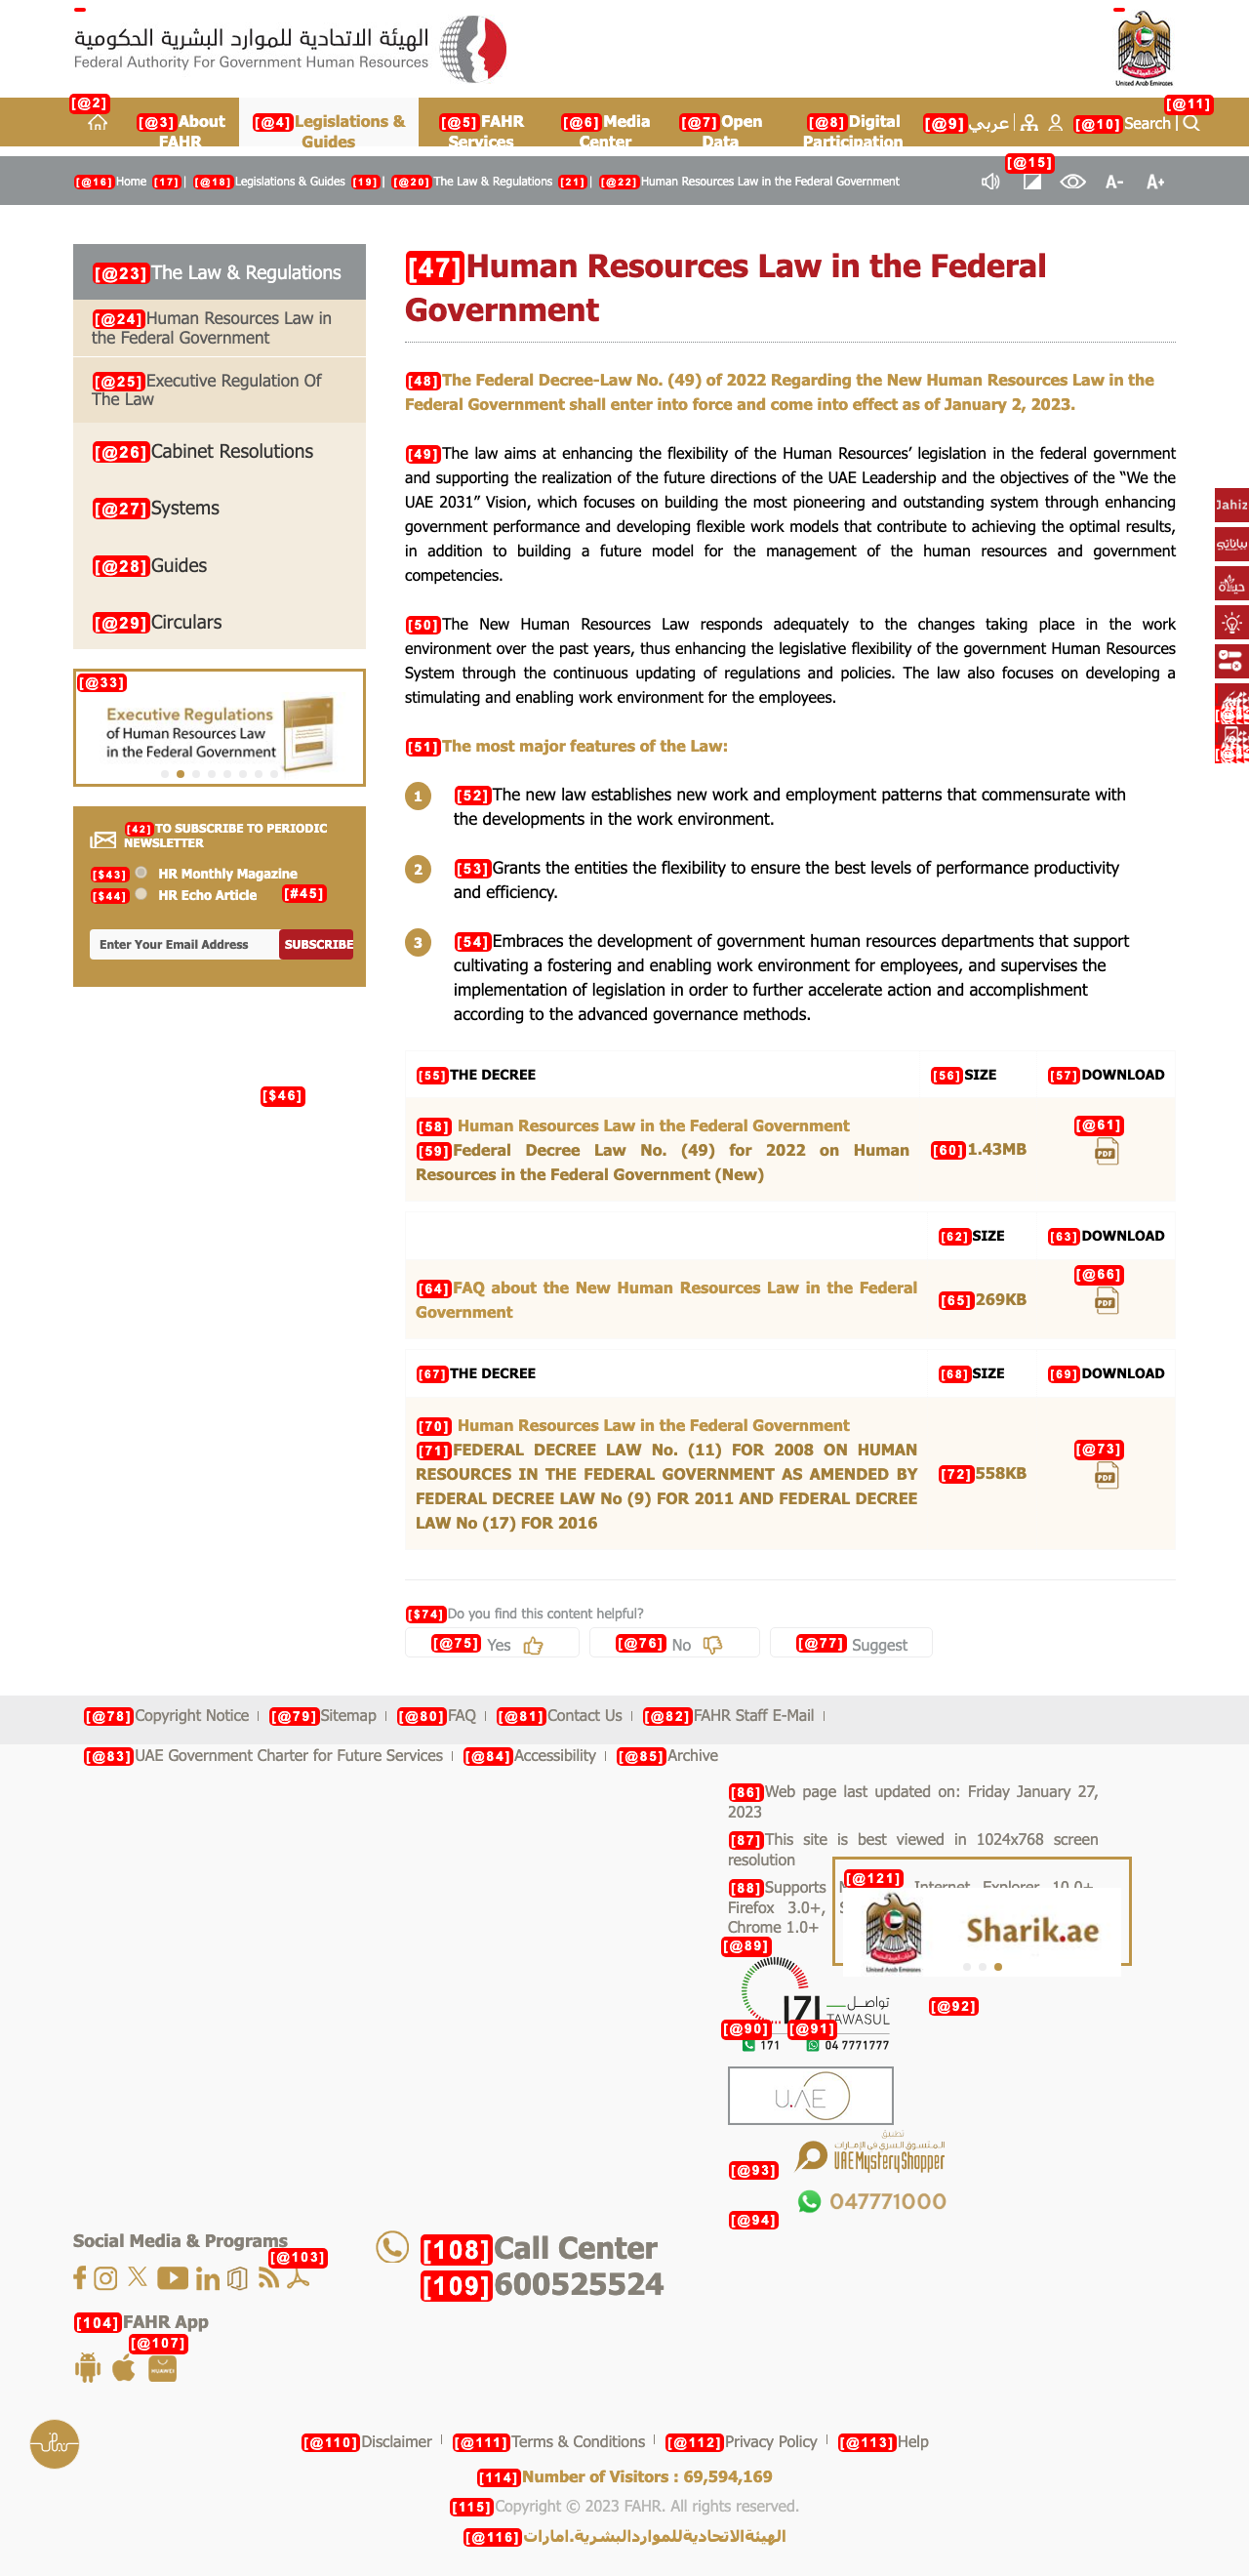 الهيئة الاتحادية للموارد البشرية الحكومية
Federal Authority For Government Human Resources
United Arab Emirates
[@2]
[@3]About FAHR
[@4]Legislations & Guides
[@5]FAHR Services
[@6]Media Center
[@7]Open Data
[@8]Digital Participation
[@9]عربي
[@10]Search
[@11]
[@15]
[@16]Home [17]| [@18]Legislations & Guides [19]| [@20]The Law & Regulations [21]| [@22]Human Resources Law in the Federal Government
A- A+
[@23]The Law & Regulations
[@24]Human Resources Law in
the Federal Government
[@25]Executive Regulation Of
The Law
[@26]Cabinet Resolutions
[@27]Systems
[@28]Guides
[@29]Circulars
[@33]
Executive Regulations
of Human Resources Law
in the Federal Government
[42]TO SUBSCRIBE TO PERIODIC
NEWSLETTER
[$43] HR Monthly Magazine
[$44] HR Echo Article [#45]
Enter Your Email Address SUBSCRIBE
[$46]
[47]Human Resources Law in the Federal
Government
[48]The Federal Decree-Law No. (49) of 2022 Regarding the New Human Resources Law in the
Federal Government shall enter into force and come into effect as of January 2, 2023.
[49]The law aims at enhancing the flexibility of the Human Resources’ legislation in the federal government
and supporting the realization of the future directions of the UAE Leadership and the objectives of the “We the
UAE 2031” Vision, which focuses on building the most pioneering and outstanding system through enhancing
government performance and developing flexible work models that contribute to achieving the optimal results,
in addition to building a future model for the management of the human resources and government
competencies.
[50]The New Human Resources Law responds adequately to the changes taking place in the work
environment over the past years, thus enhancing the legislative flexibility of the government Human Resources
System through the continuous updating of regulations and policies. The law also focuses on developing a
stimulating and enabling work environment for the employees.
[51]The most major features of the Law:
1 [52]The new law establishes new work and employment patterns that commensurate with
the developments in the work environment.
2 [53]Grants the entities the flexibility to ensure the best levels of performance productivity
and efficiency.
3 [54]Embraces the development of government human resources departments that support
cultivating a fostering and enabling work environment for employees, and supervises the
implementation of legislation in order to further accelerate action and accomplishment
according to the advanced governance methods.
Jahiz
بياناتي
حياة
[55]THE DECREE [56]SIZE [57]DOWNLOAD
[58] Human Resources Law in the Federal Government
[59]Federal Decree Law No. (49) for 2022 on Human
Resources in the Federal Government (New)
[60]1.43MB
[@61]
PDF
[62]SIZE [63]DOWNLOAD
[64]FAQ about the New Human Resources Law in the Federal
Government
[65]269KB
[@66]
PDF
[67]THE DECREE [68]SIZE [69]DOWNLOAD
[70] Human Resources Law in the Federal Government
[71]FEDERAL DECREE LAW No. (11) FOR 2008 ON HUMAN
RESOURCES IN THE FEDERAL GOVERNMENT AS AMENDED BY
FEDERAL DECREE LAW No (9) FOR 2011 AND FEDERAL DECREE
LAW No (17) FOR 2016
[72]558KB
[@73]
PDF
[$74]Do you find this content helpful?
[@75] Yes [@76] No [@77] Suggest
[@78]Copyright Notice [@79]Sitemap [@80]FAQ [@81]Contact Us [@82]FAHR Staff E-Mail
[@83]UAE Government Charter for Future Services [@84]Accessibility [@85]Archive
[86]Web page last updated on: Friday January 27,
2023
[87]This site is best viewed in 1024x768 screen
resolution
[88]Supports Internet Explorer 10.0+,
Firefox 3.0+,
Chrome 1.0+
[@121]
United Arab Emirates
Sharik.ae
[@89]
171 تواصل
TAWASUL
[@90] [@91] [@92]
171 04 7771777
U.AE
تطبيق
المتسوق السري في الإمارات
UAE Mystery Shopper
[@93]
047771000
[@94]
Social Media & Programs
[@103]
[104]FAHR App
[@107]
HUAWEI
[108]Call Center
[109]600525524
[@110]Disclaimer [@111]Terms & Conditions [@112]Privacy Policy [@113]Help
[114]Number of Visitors : 69,594,169
[115]Copyright © 2023 FAHR. All rights reserved.
[@116]الهيئةالاتحاديةللمواردالبشرية.امارات